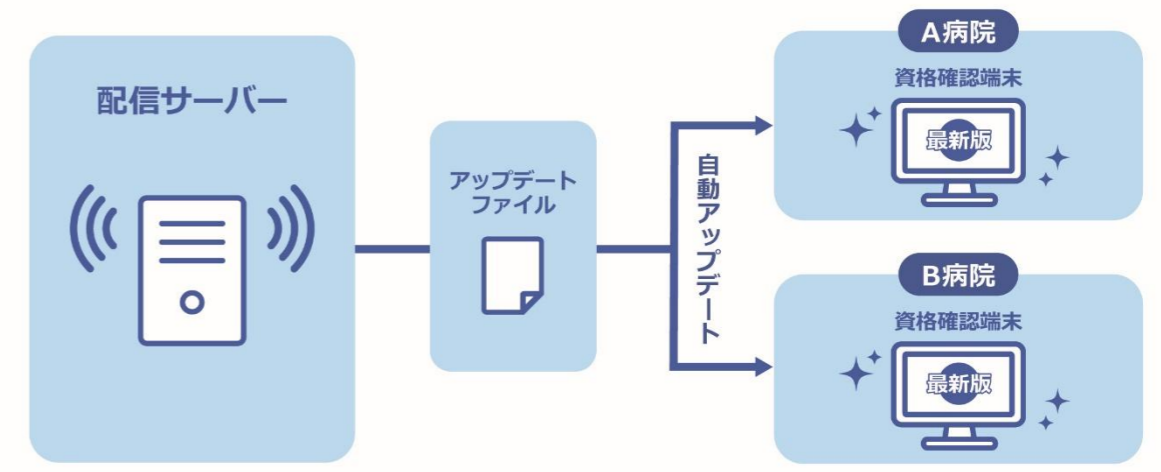 配信サーバー
アップデート
ファイル
自動アップデート
A病院
資格確認端末
最新版
B病院
資格確認端末
最新版